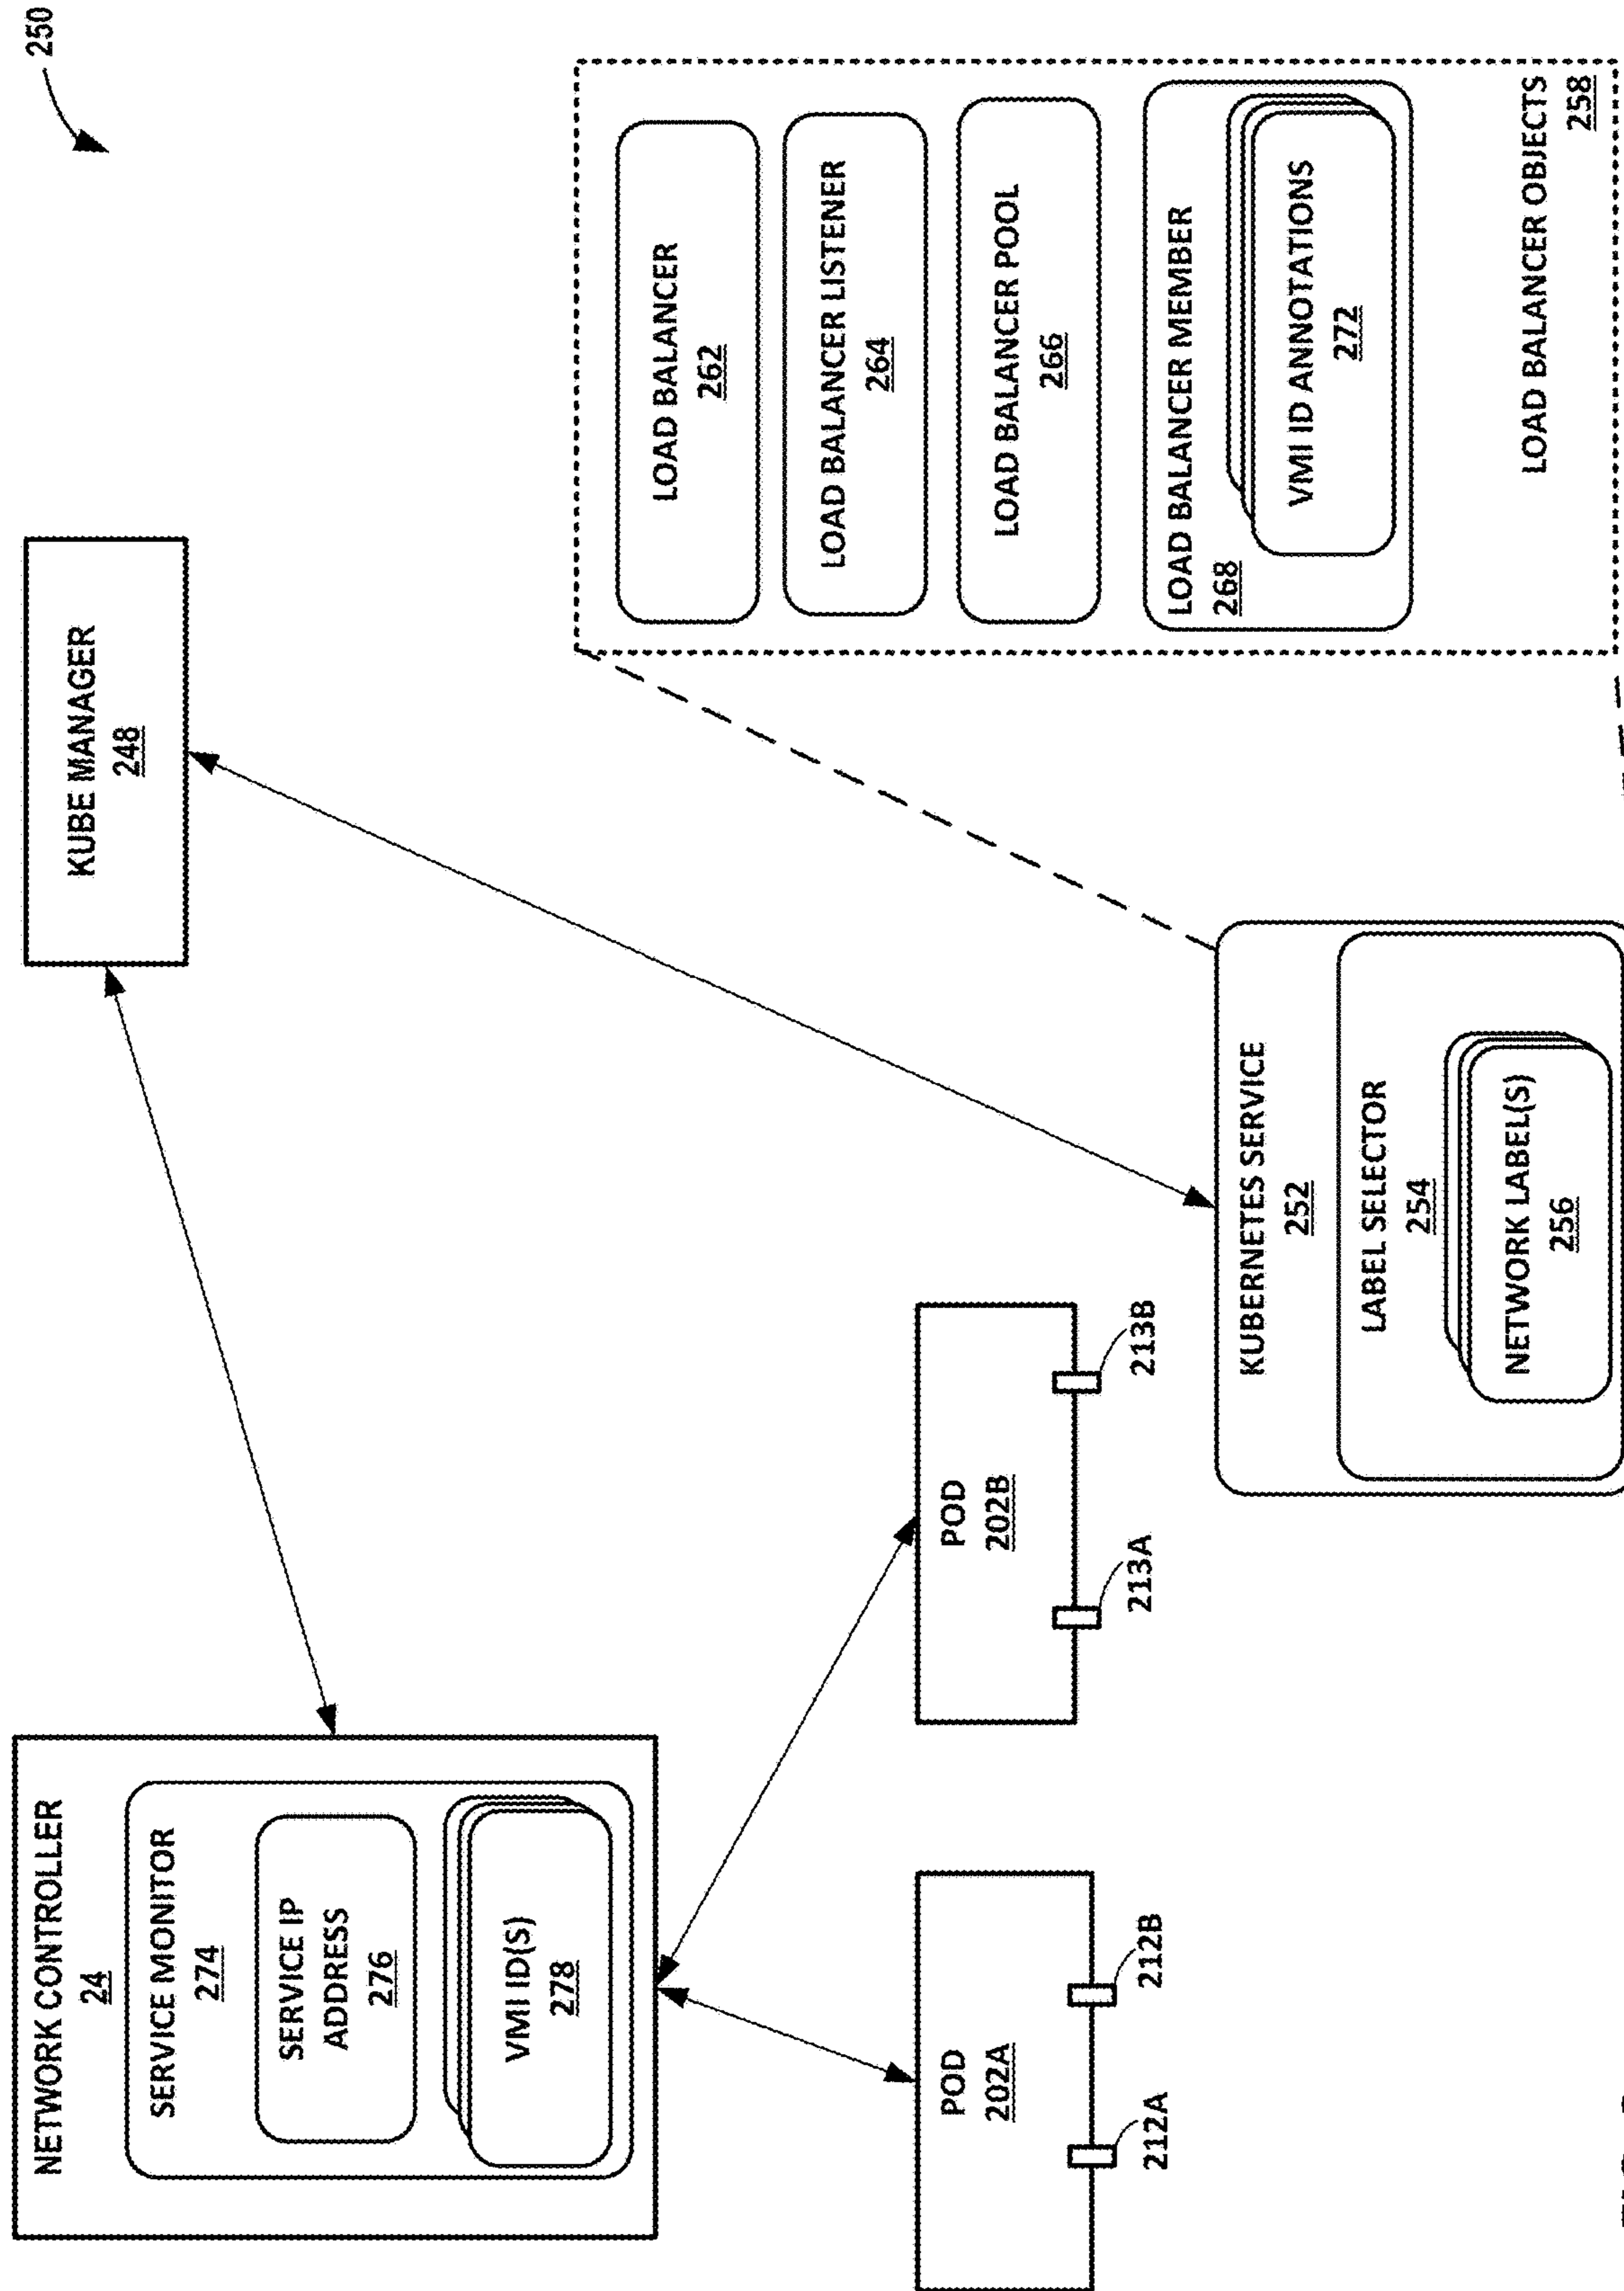 250
NETWORK CONTROLLER
24
SERVICE MONITOR
274
SERVICE IP
ADDRESS
276
VMI ID(S)
278
KUBE MANAGER
248
POD
202A
212A
212B
POD
202B
213A
213B
KUBERNETES SERVICE
252
LABEL SELECTOR
254
NETWORK LABEL(S)
256
LOAD BALANCER
262
LOAD BALANCER LISTENER
264
LOAD BALANCER POOL
266
LOAD BALANCER MEMBER
268
VMI ID ANNOTATIONS
272
LOAD BALANCER OBJECTS
258